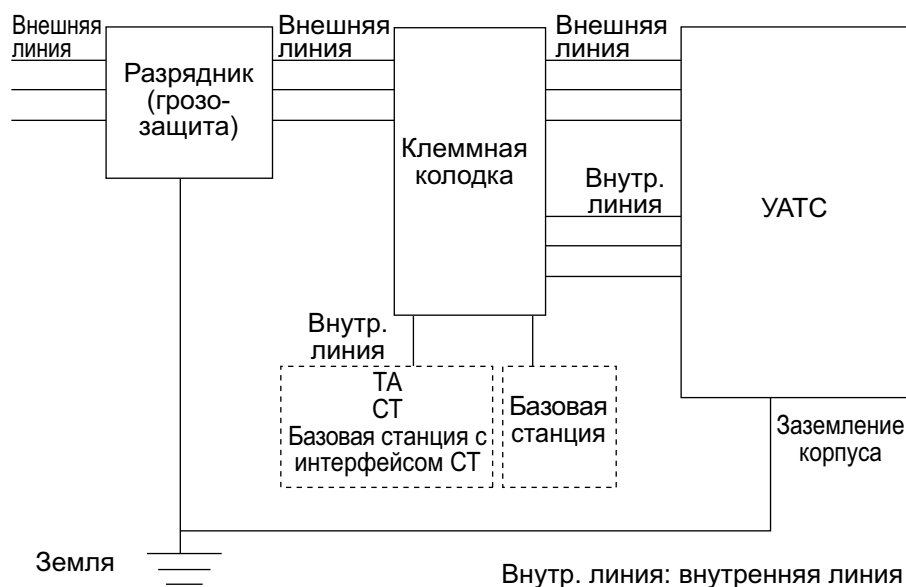 Внешняя
линия
Разрядник
(грозо-
защита)
Внешняя
линия
Клеммная
колодка
Внешняя
линия
Внутр.
линия
УАТС
Внутр.
линия
ТА
СТ
Базовая станция с
интерфейсом СТ
Базовая
станция
Заземление
корпуса
Земля
Внутр. линия: внутренняя линия